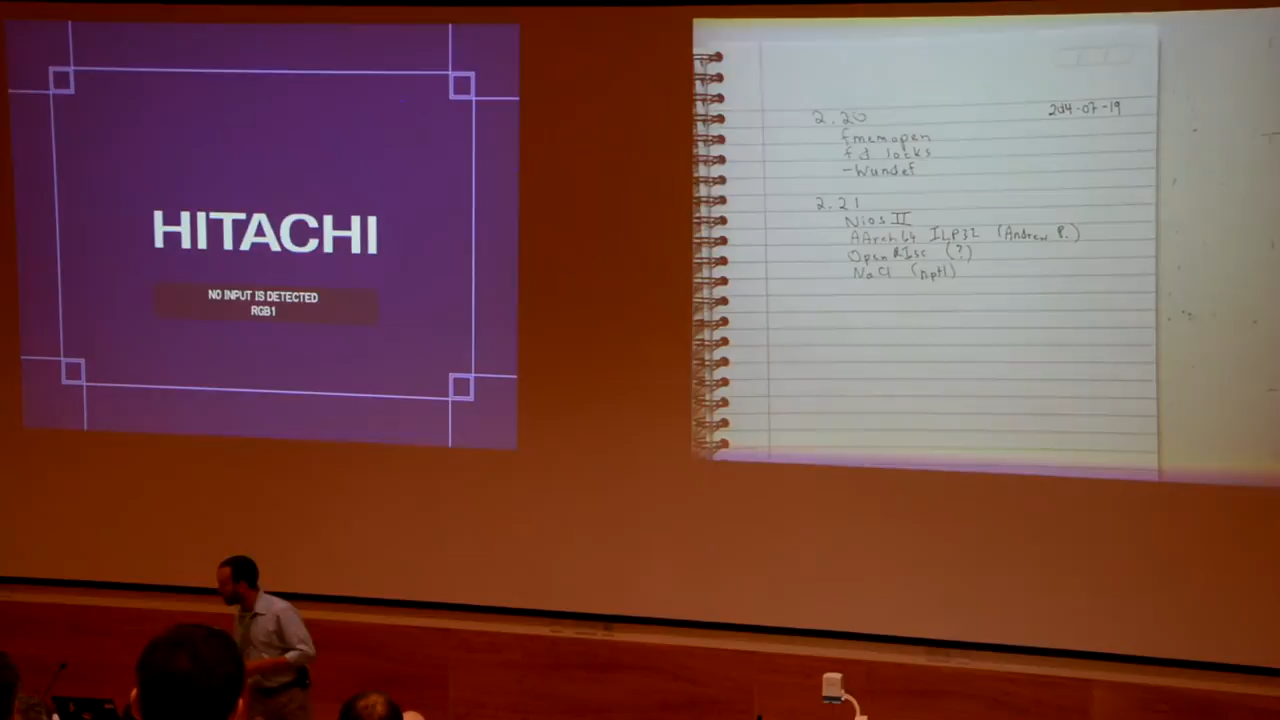 HITACHI
NO INPUT IS DETECTED
RGB1
2014-07-19
2.20
fmemopen
fd locks
-Wundef
2.21
Nios II
AArch64 ILP32 (Andrew P.)
OpenRISC (?)
NaCl (nptl)